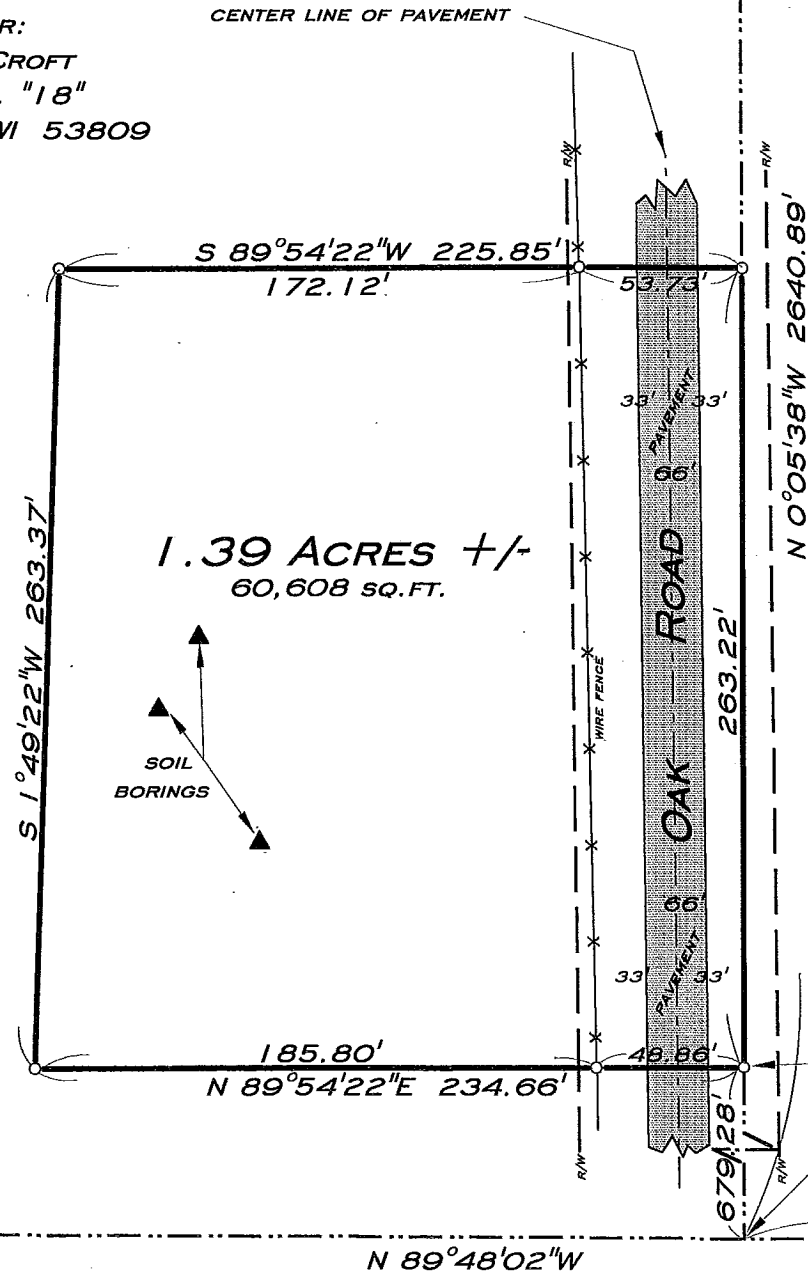 CENTER LINE OF PAVEMENT
R:
CROFT
. "18"
WI 53809
R/W
R/W
S 89°54'22"W 225.85'
172.12'
53.73'
N 0°05'38"W 2640.89'
33'
PAVEMENT
33'
66'
S 1°49'22"W 263.37'
1.39 ACRES +/-
60,608 SQ.FT.
OAK ROAD
263.22'
WIRE FENCE
SOIL
BORINGS
66'
33'
PAVEMENT
33'
185.80'
48.86'
N 89°54'22"E 234.66'
679.28'
R/W
R/W
N 89°48'02"W